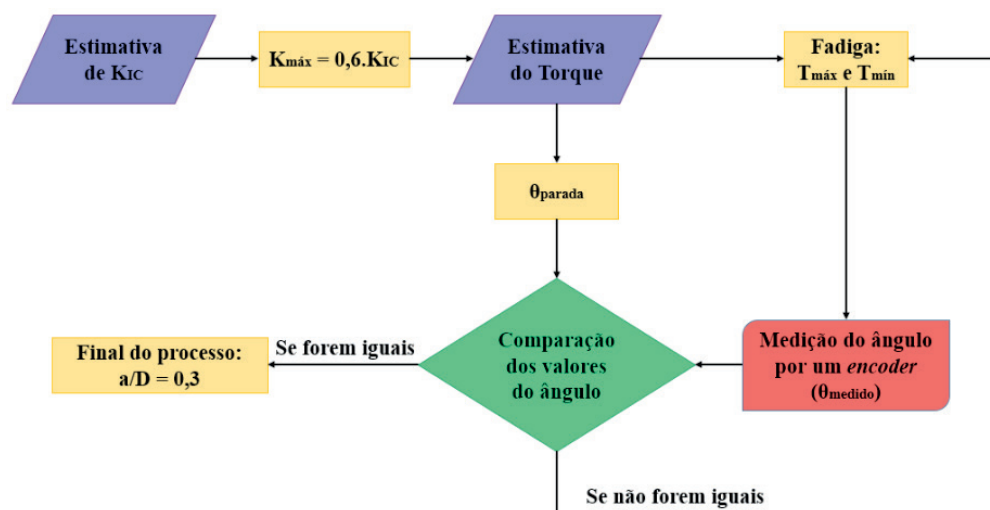 Estimativa
de KIC
Kmáx = 0,6.KIC
Estimativa
do Torque
Fadiga:
Tmáx e Tmín
θparada
Comparação
dos valores
do ângulo
Medição do ângulo
por um encoder
(θmedido)
Se forem iguais
Final do processo:
a/D = 0,3
Se não forem iguais